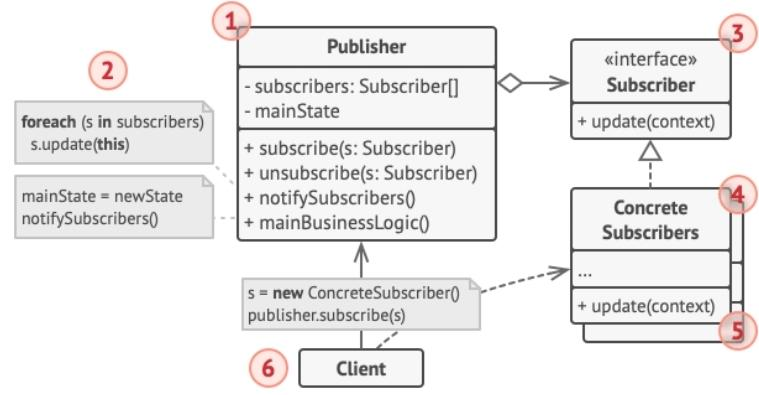 1
Publisher
- subscribers: Subscriber[]
- mainState
+ subscribe(s: Subscriber)
+ unsubscribe(s: Subscriber)
+ notifySubscribers()
+ mainBusinessLogic()
2
foreach (s in subscribers)
s.update(this)
mainState = newState
notifySubscribers()
3
«interface»
Subscriber
+ update(context)
4
Concrete
Subscribers
...
+ update(context)
5
s = new ConcreteSubscriber()
publisher.subscribe(s)
6
Client